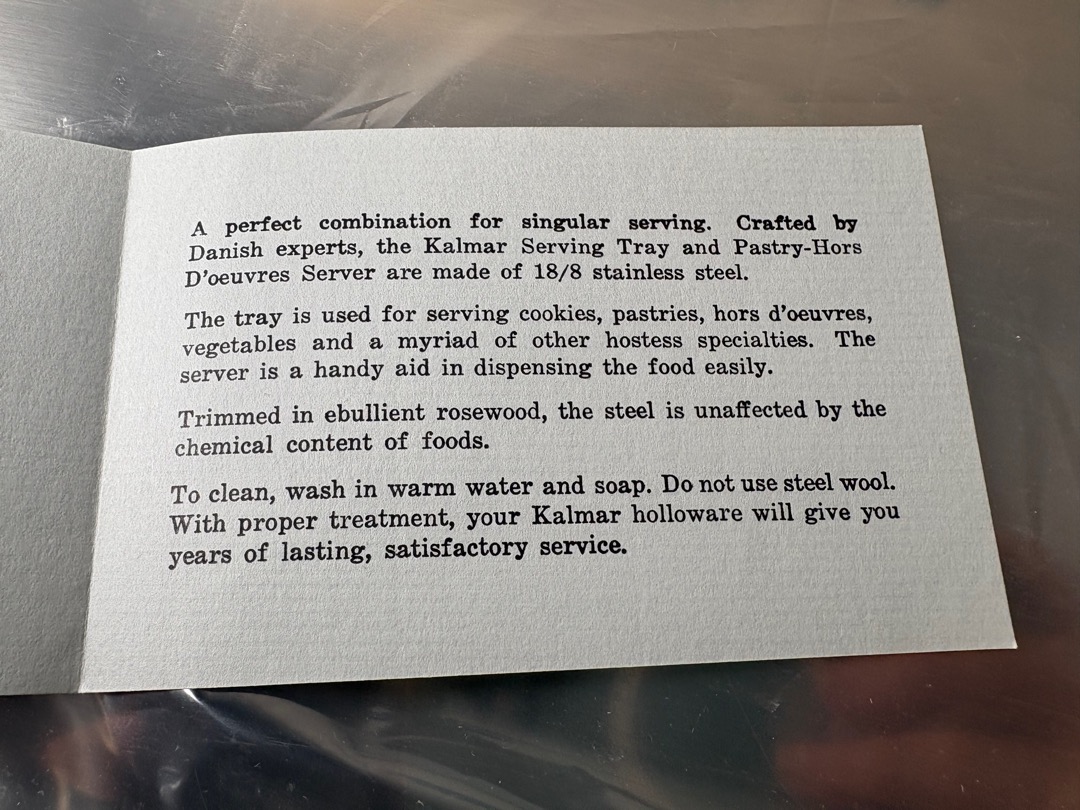 A perfect combination for singular serving. Crafted by
Danish experts, the Kalmar Serving Tray and Pastry-Hors
D'oeuvres Server are made of 18/8 stainless steel.
The tray is used for serving cookies, pastries, hors d'oeuvres,
vegetables and a myriad of other hostess specialties. The
server is a handy aid in dispensing the food easily.
Trimmed in ebullient rosewood, the steel is unaffected by the
chemical content of foods.
To clean, wash in warm water and soap. Do not use steel wool.
With proper treatment, your Kalmar holloware will give you
years of lasting, satisfactory service.